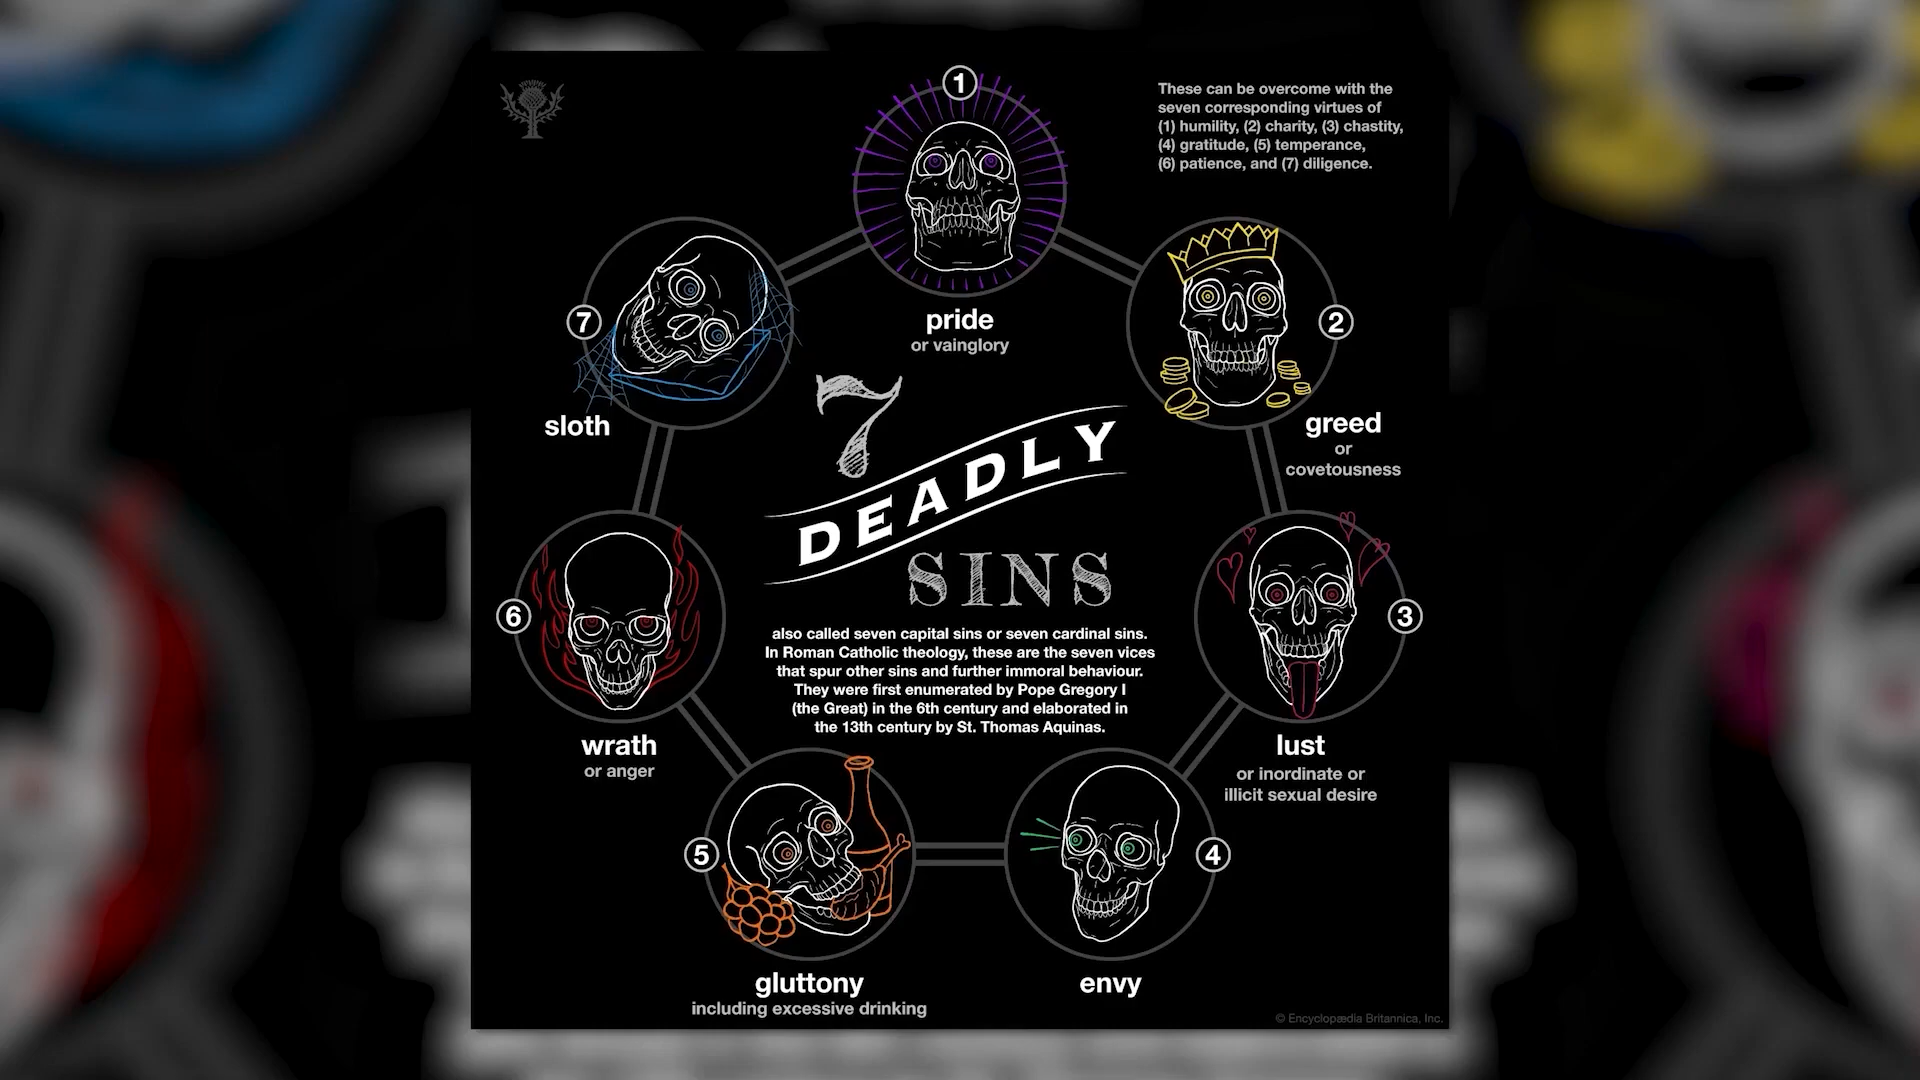 1
These can be overcome with the
seven corresponding virtues of
(1) humility, (2) charity, (3) chastity,
(4) gratitude, (5) temperance,
(6) patience, and (7) diligence.
pride
or vainglory
2
greed
or
covetousness
7
sloth
7
DEADLY
SINS
also called seven capital sins or seven cardinal sins.
In Roman Catholic theology, these are the seven vices
that spur other sins and further immoral behaviour.
They were first enumerated by Pope Gregory I
(the Great) in the 6th century and elaborated in
the 13th century by St. Thomas Aquinas.
3
lust
or inordinate or
illicit sexual desire
6
wrath
or anger
4
envy
5
gluttony
including excessive drinking
© Encyclopædia Britannica, Inc.